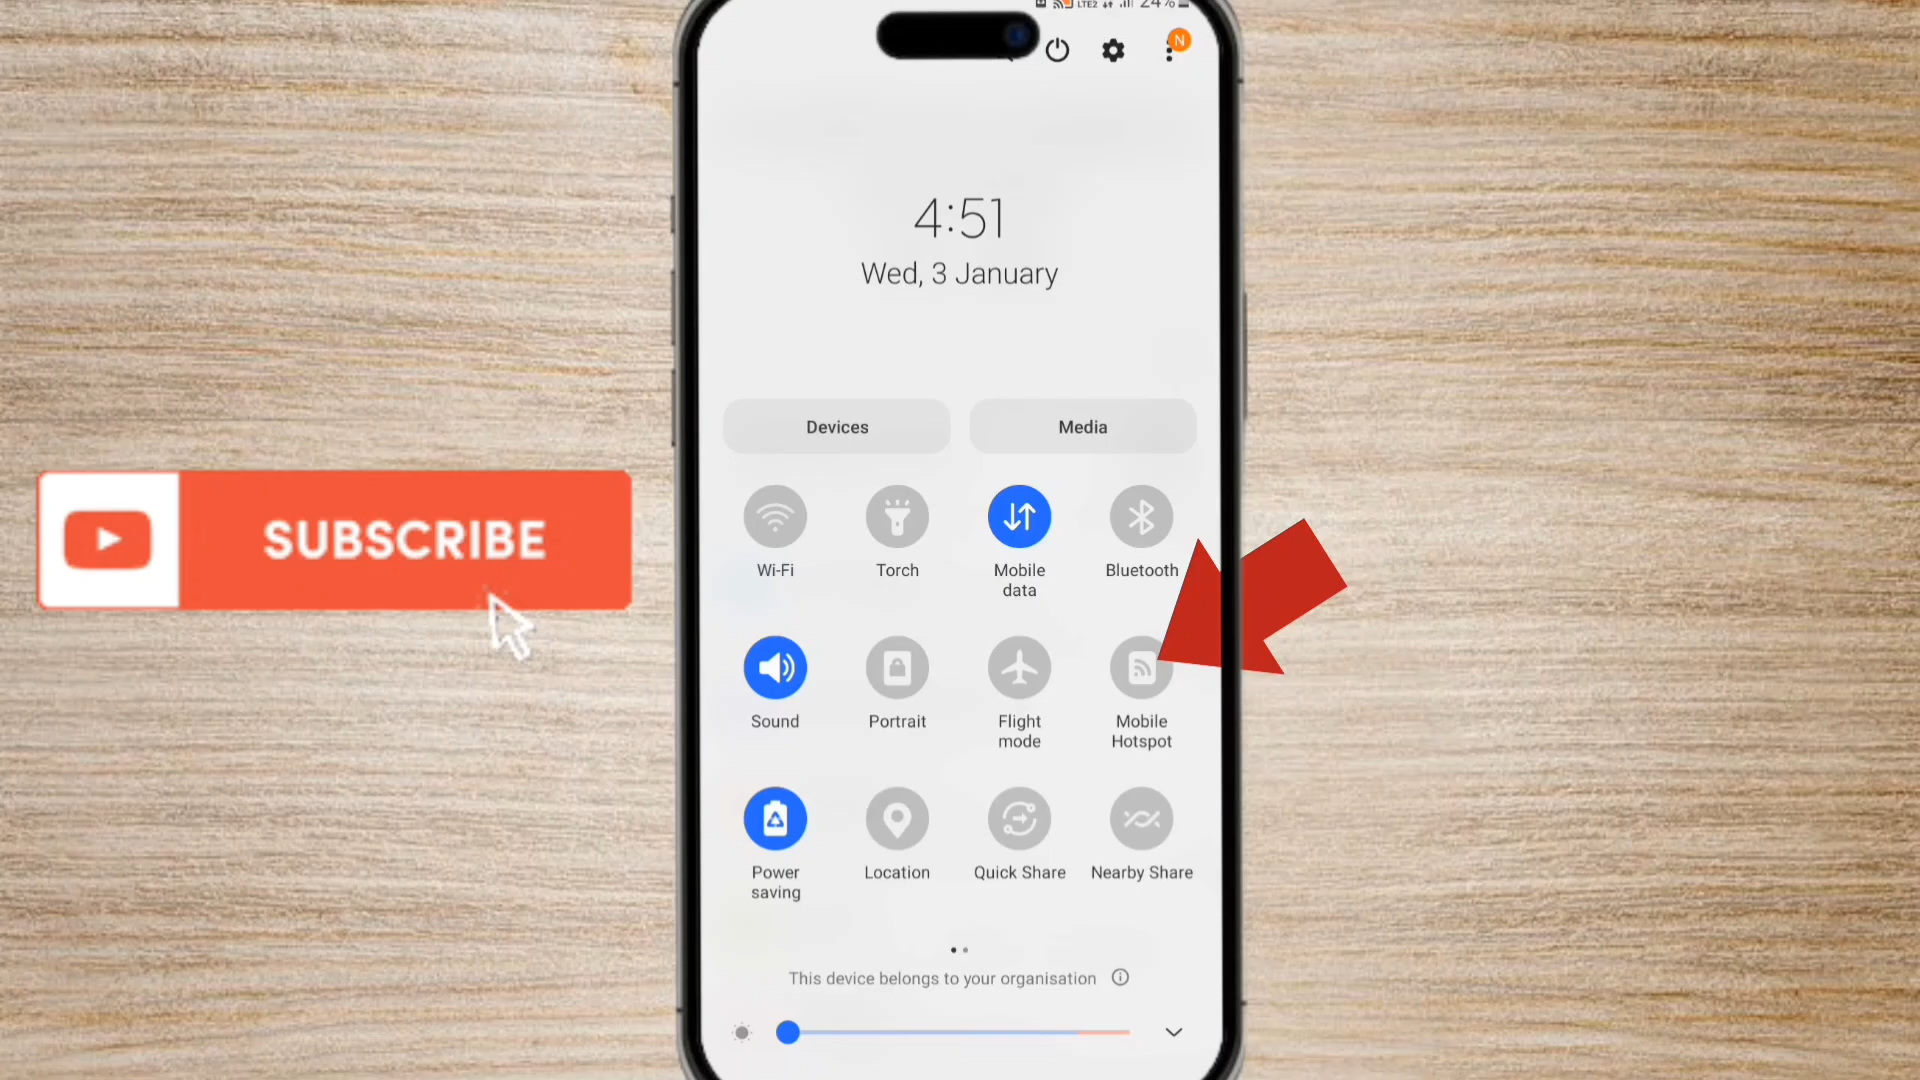 LTE2 24%
N
4:51
Wed, 3 January
Devices Media
Wi-Fi Torch Mobile data Bluetooth
Sound Portrait Flight mode Mobile Hotspot
Power saving Location Quick Share Nearby Share
This device belongs to your organisation
SUBSCRIBE